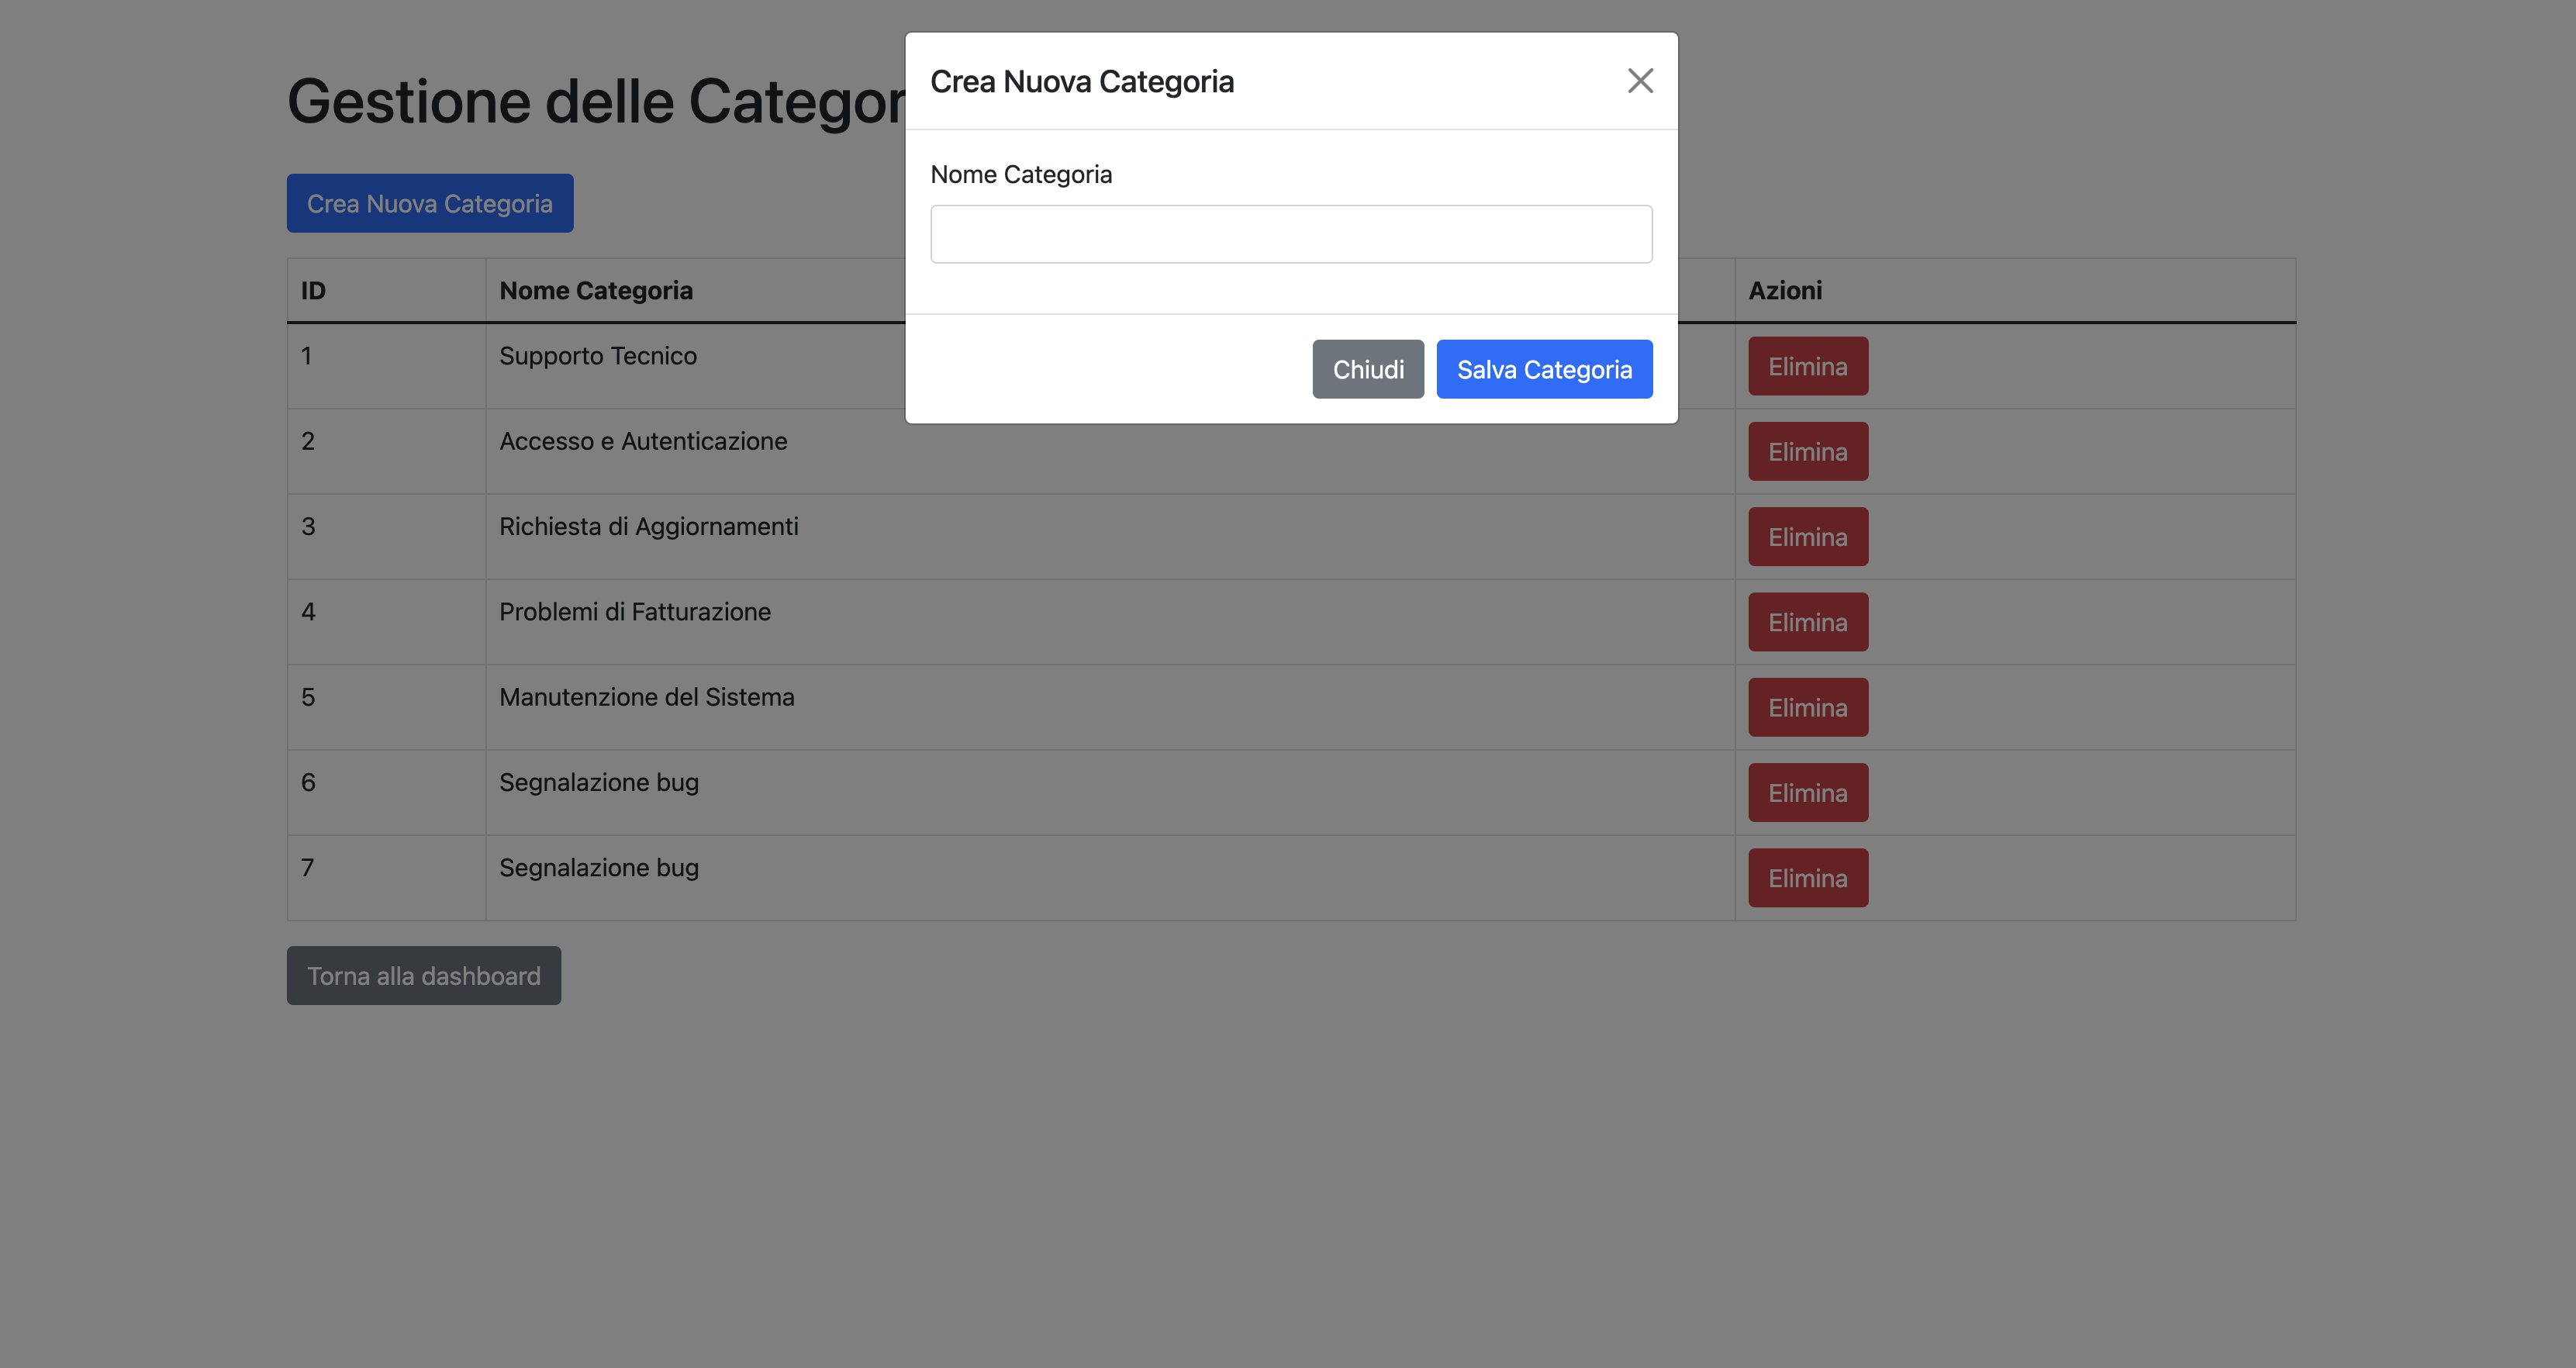 Gestione delle Categor
Crea Nuova Categoria
ID Nome Categoria Azioni
1 Supporto Tecnico Elimina
2 Accesso e Autenticazione Elimina
3 Richiesta di Aggiornamenti Elimina
4 Problemi di Fatturazione Elimina
5 Manutenzione del Sistema Elimina
6 Segnalazione bug Elimina
7 Segnalazione bug Elimina
Torna alla dashboard
Crea Nuova Categoria
Nome Categoria
Chiudi Salva Categoria